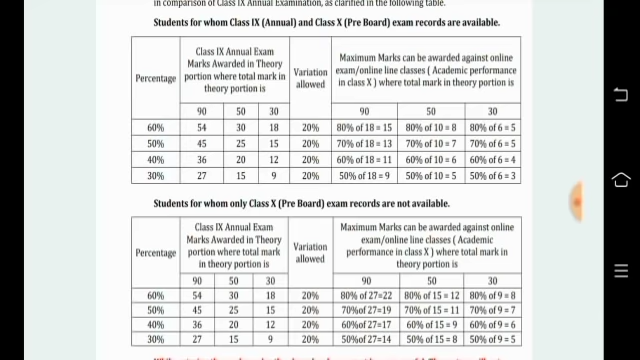 in comparison of Class IX Annual Examination, as clarified in the following table.
Students for whom Class IX (Annual) and Class X (Pre Board) exam records are available.
Percentage | Class IX Annual Exam Marks Awarded in Theory portion where total mark in theory portion is | Variation allowed | Maximum Marks can be awarded against online exam/online line classes ( Academic performance in class X ) where total mark in theory portion is
90 | 50 | 30 | 90 | 50 | 30
60% | 54 | 30 | 18 | 20% | 80% of 18 = 15 | 80% of 10 = 8 | 80% of 6 = 5
50% | 45 | 25 | 15 | 20% | 70% of 18 = 13 | 70% of 10 = 7 | 70% of 6 = 5
40% | 36 | 20 | 12 | 20% | 60% of 18 = 11 | 60% of 10 = 6 | 60% of 6 = 4
30% | 27 | 15 | 9 | 20% | 50% of 18 = 9 | 50% of 10 = 5 | 50% of 6 = 3
Students for whom only Class X (Pre Board) exam records are not available.
Percentage | Class IX Annual Exam Marks Awarded in Theory portion where total mark in theory portion is | Variation allowed | Maximum Marks can be awarded against online exam/online line classes ( Academic performance in class X ) where total mark in theory portion is
90 | 50 | 30 | 90 | 50 | 30
60% | 54 | 30 | 18 | 20% | 80% of 27=22 | 80% of 15 = 12 | 80% of 9 = 8
50% | 45 | 25 | 15 | 20% | 70%of 27=19 | 70% of 15 = 11 | 70% of 9 = 7
40% | 36 | 20 | 12 | 20% | 60%of 27=17 | 60% of 15 = 9 | 60% of 9 = 6
30% | 27 | 15 | 9 | 20% | 50%of 27=14 | 50% of 15 = 8 | 50% of 9 = 5